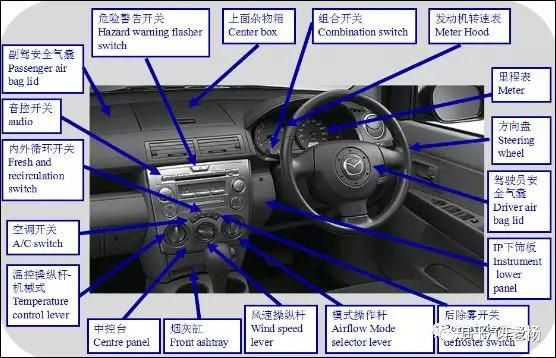 危险警告开关
Hazard warning flasher
switch
上面杂物箱
Center box
组合开关
Combination switch
发动机转速表
Meter Hood
副驾安全气囊
Passenger air
bag lid
音控开关
audio
内外循环开关
Fresh and
recirculation
switch
空调开关
A/C switch
温控操纵杆-
机械式
Temperature
control lever
里程表
Meter
方向盘
Steering
wheel
驾驶员安
全气囊
Driver air
bag lid
IP下饰板
Instrument
lower
panel
中控台
Centre panel
烟灰缸
Front ashtray
风速操纵杆
Wind speed
lever
模式操作杆
Airflow Mode
selector lever
后除雾开关
defroster switch